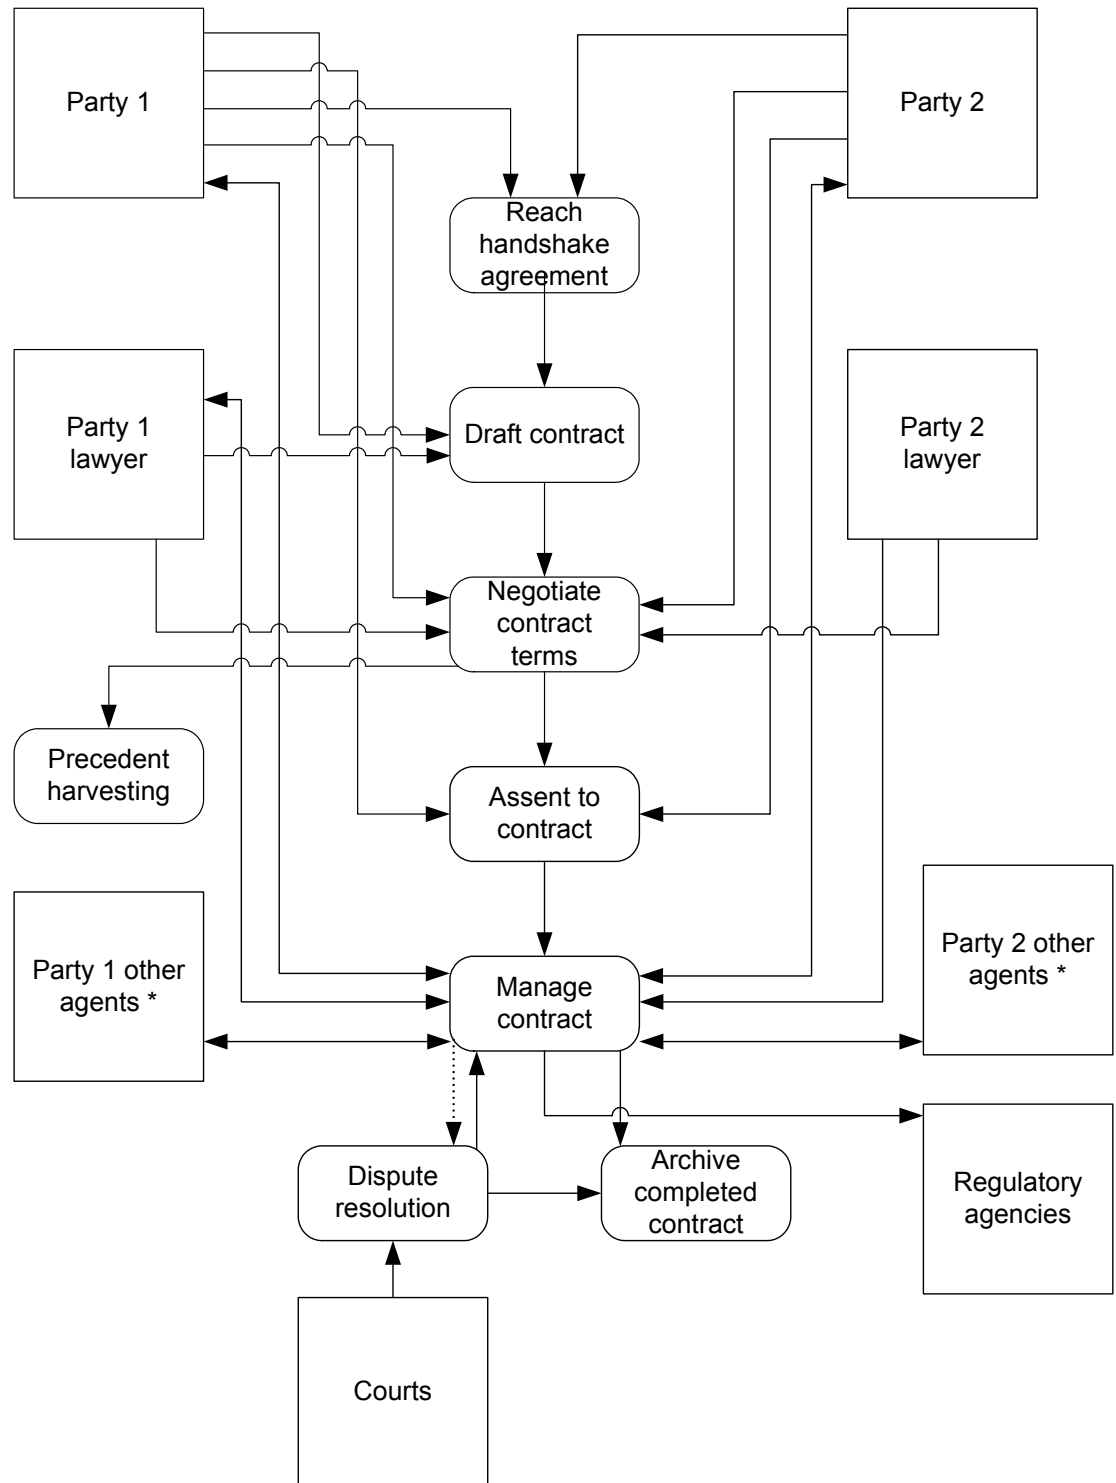 Party 1
Party 2
Reach
handshake
agreement
Party 1
lawyer
Draft contract
Party 2
lawyer
Negotiate
contract
terms
Precedent
harvesting
Assent to
contract
Party 1 other
agents *
Manage
contract
Party 2 other
agents *
Dispute
resolution
Archive
completed
contract
Regulatory
agencies
Courts